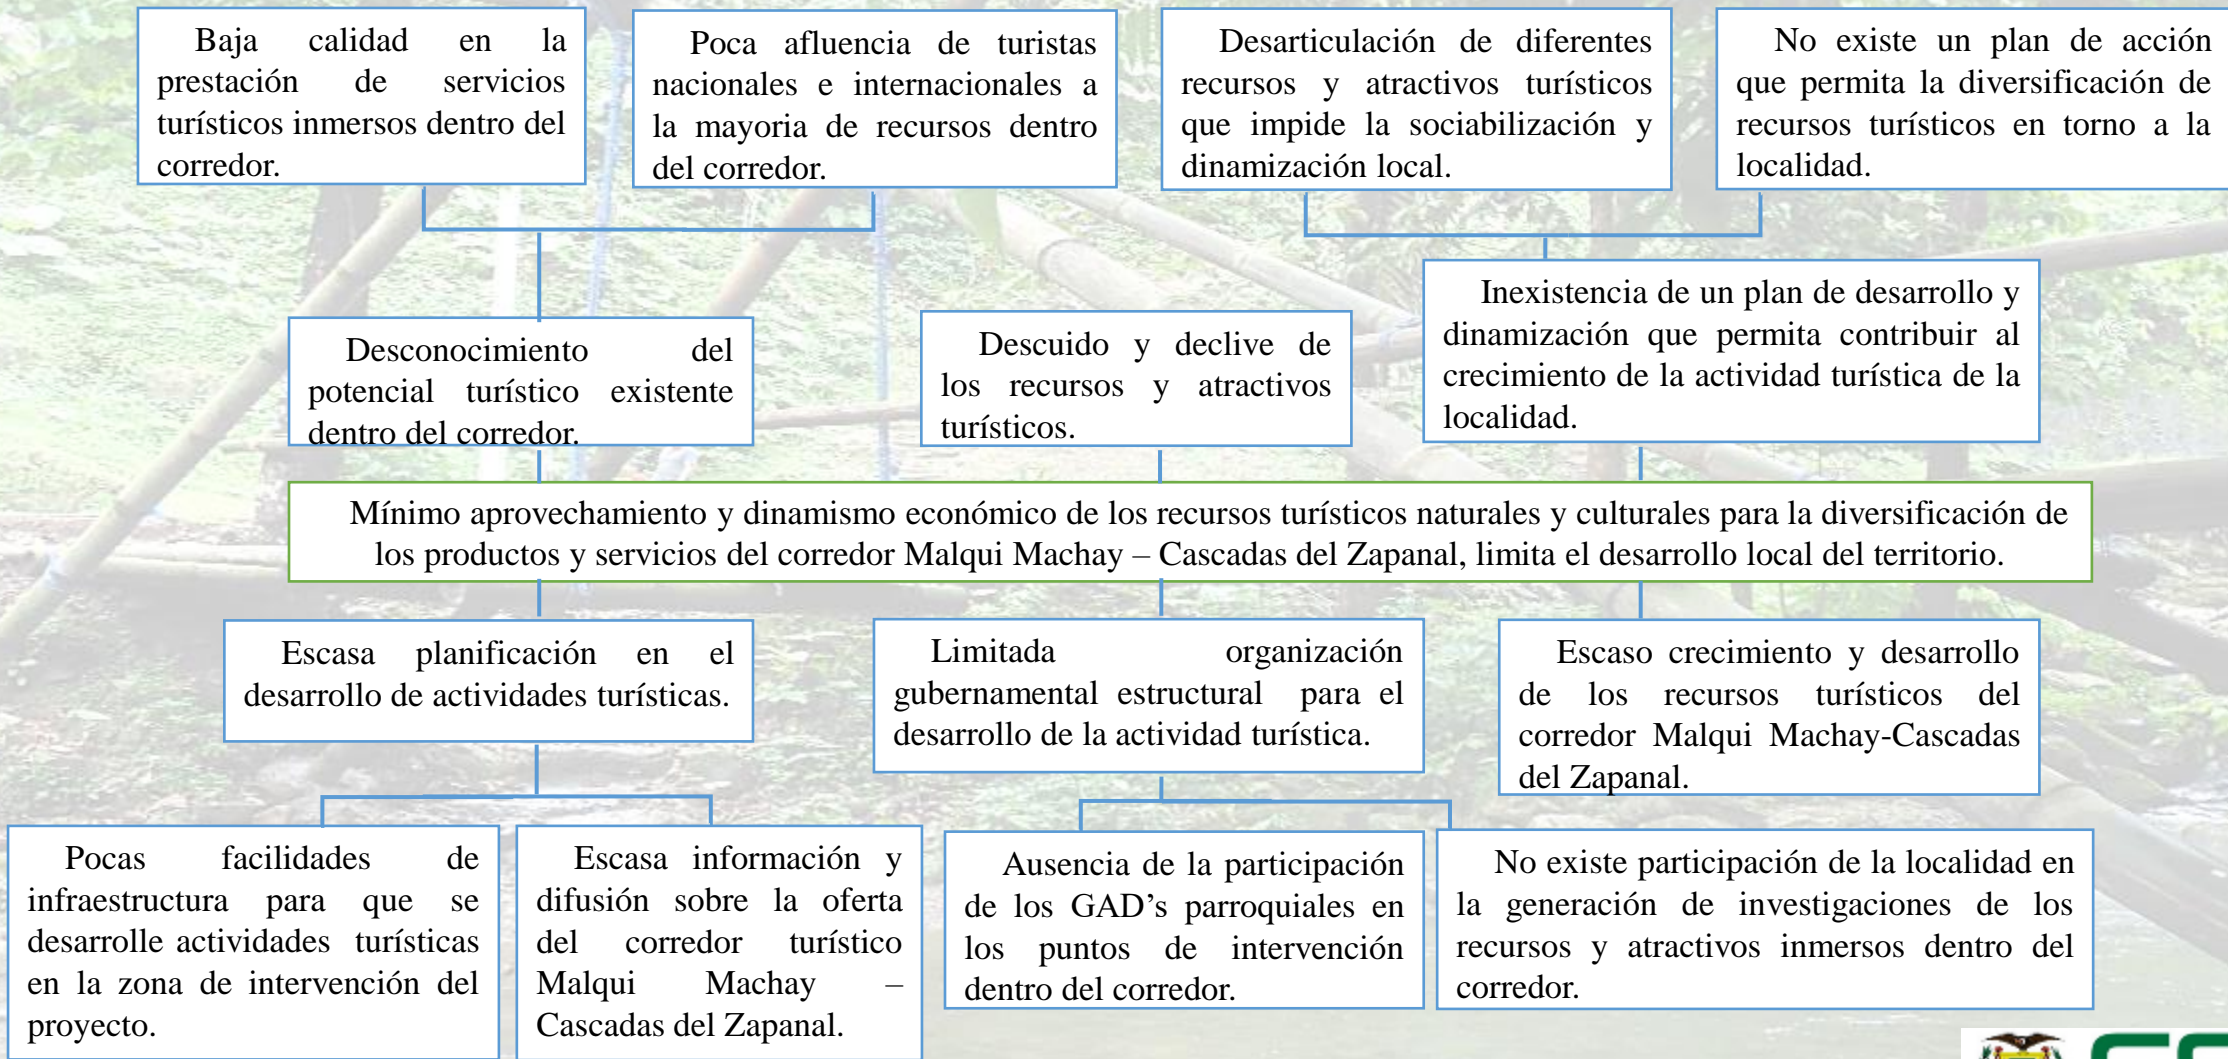 Baja calidad en la
prestación de servicios
turísticos inmersos dentro del
corredor.
Poca afluencia de turistas
nacionales e internacionales a
la mayoria de recursos dentro
del corredor.
Desarticulación de diferentes
recursos y atractivos turísticos
que impide la sociabilización y
dinamización local.
No existe un plan de acción
que permita la diversificación de
recursos turísticos en torno a la
localidad.
Desconocimiento del
potencial turístico existente
dentro del corredor.
Descuido y declive de
los recursos y atractivos
turísticos.
Inexistencia de un plan de desarrollo y
dinamización que permita contribuir al
crecimiento de la actividad turística de la
localidad.
Mínimo aprovechamiento y dinamismo económico de los recursos turísticos naturales y culturales para la diversificación de
los productos y servicios del corredor Malqui Machay – Cascadas del Zapanal, limita el desarrollo local del territorio.
Escasa planificación en el
desarrollo de actividades turísticas.
Limitada organización
gubernamental estructural para el
desarrollo de la actividad turística.
Escaso crecimiento y desarrollo
de los recursos turísticos del
corredor Malqui Machay-Cascadas
del Zapanal.
Pocas facilidades de
infraestructura para que se
desarrolle actividades turísticas
en la zona de intervención del
proyecto.
Escasa información y
difusión sobre la oferta
del corredor turístico
Malqui Machay –
Cascadas del Zapanal.
Ausencia de la participación
de los GAD’s parroquiales en
los puntos de intervención
dentro del corredor.
No existe participación de la localidad en
la generación de investigaciones de los
recursos y atractivos inmersos dentro del
corredor.